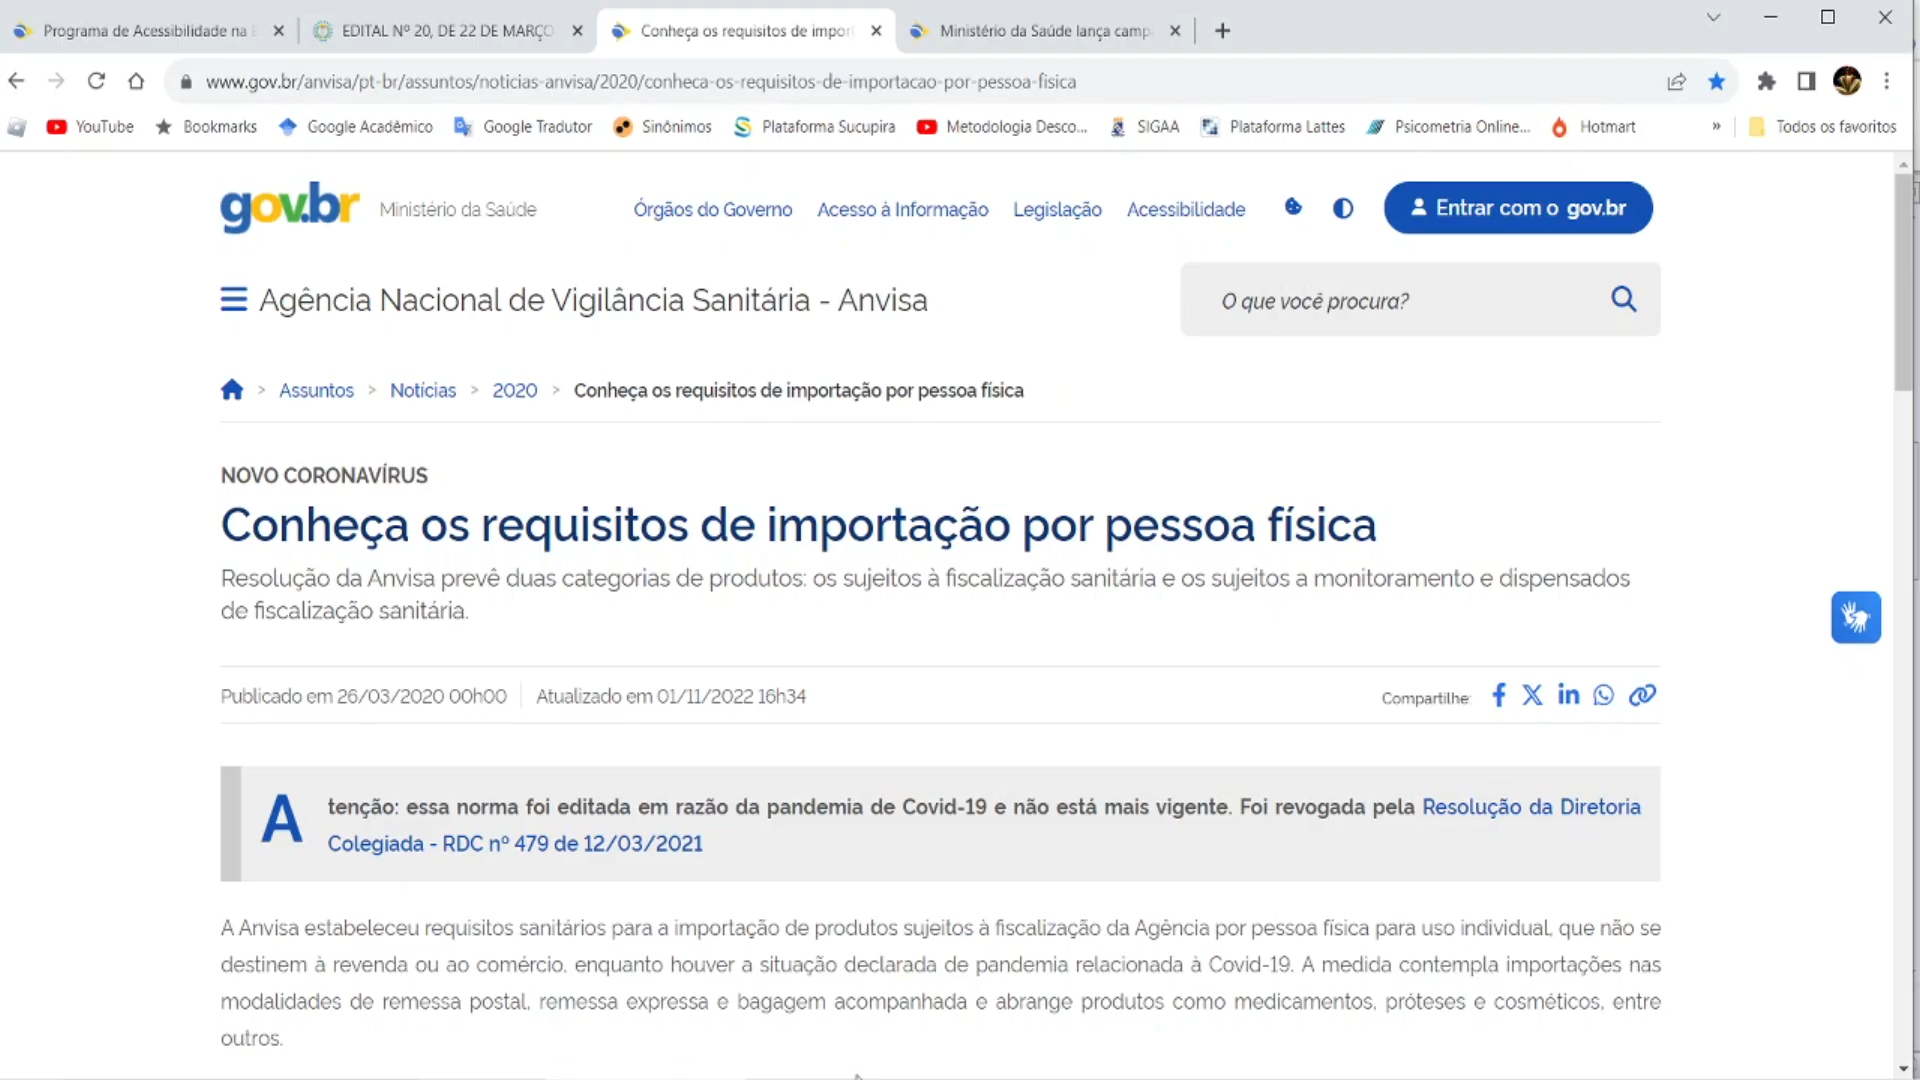 Programa de Acessibilidade na E
EDITAL Nº 20, DE 22 DE MARÇO
Conheça os requisitos de impor
Ministério da Saúde lança camp
www.gov.br/anvisa/pt-br/assuntos/noticias-anvisa/2020/conheca-os-requisitos-de-importacao-por-pessoa-fisica
YouTube Bookmarks Google Acadêmico Google Tradutor Sinônimos Plataforma Sucupira Metodologia Desco... SIGAA Plataforma Lattes Psicometria Online... Hotmart » Todos os favoritos
gov.br Ministério da Saúde Órgãos do Governo Acesso à Informação Legislação Acessibilidade Entrar com o gov.br
Agência Nacional de Vigilância Sanitária - Anvisa
O que você procura?
> Assuntos > Notícias > 2020 > Conheça os requisitos de importação por pessoa física
NOVO CORONAVÍRUS
Conheça os requisitos de importação por pessoa física
Resolução da Anvisa prevê duas categorias de produtos: os sujeitos à fiscalização sanitária e os sujeitos a monitoramento e dispensados
de fiscalização sanitária.
Publicado em 26/03/2020 00h00 Atualizado em 01/11/2022 16h34
Compartilhe:
Atenção: essa norma foi editada em razão da pandemia de Covid-19 e não está mais vigente. Foi revogada pela Resolução da Diretoria
Colegiada - RDC nº 479 de 12/03/2021
A Anvisa estabeleceu requisitos sanitários para a importação de produtos sujeitos à fiscalização da Agência por pessoa física para uso individual, que não se
destinem à revenda ou ao comércio, enquanto houver a situação declarada de pandemia relacionada à Covid-19. A medida contempla importações nas
modalidades de remessa postal, remessa expressa e bagagem acompanhada e abrange produtos como medicamentos, próteses e cosméticos, entre
outros.